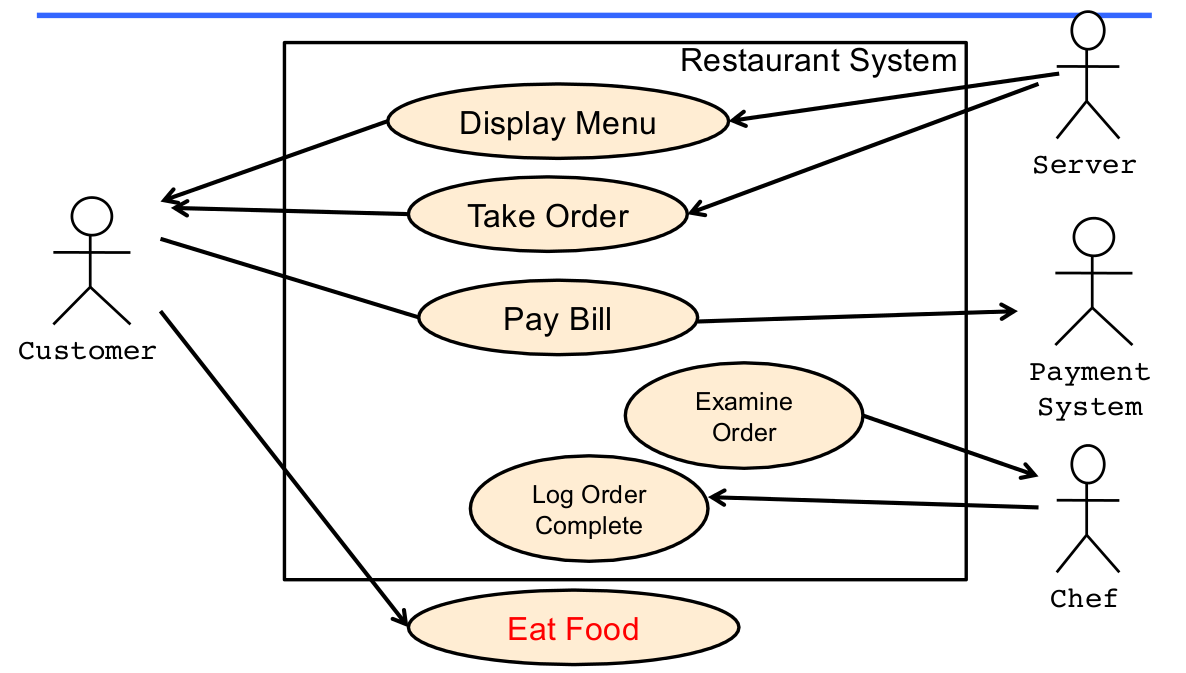 Restaurant System
Display Menu
Server
Take Order
Customer
Pay Bill
Payment
System
Examine
Order
Log Order
Complete
Chef
Eat Food